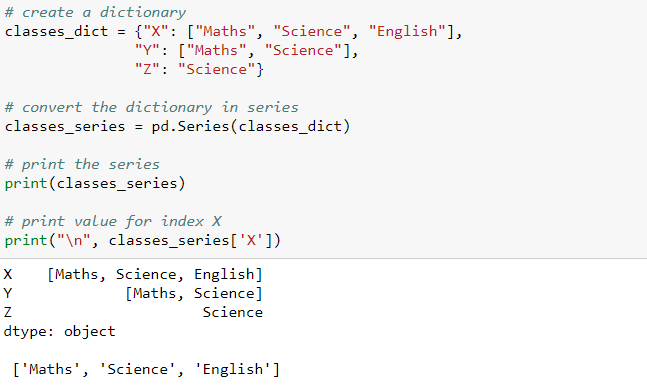 # create a dictionary
classes_dict = {"X": ["Maths", "Science", "English"],
               "Y": ["Maths", "Science"],
               "Z": "Science"}
# convert the dictionary in series
classes_series = pd.Series(classes_dict)
# print the series
print(classes_series)
# print value for index X
print("\n", classes_series['X'])
X    [Maths, Science, English]
Y             [Maths, Science]
Z                      Science
dtype: object
 ['Maths', 'Science', 'English']